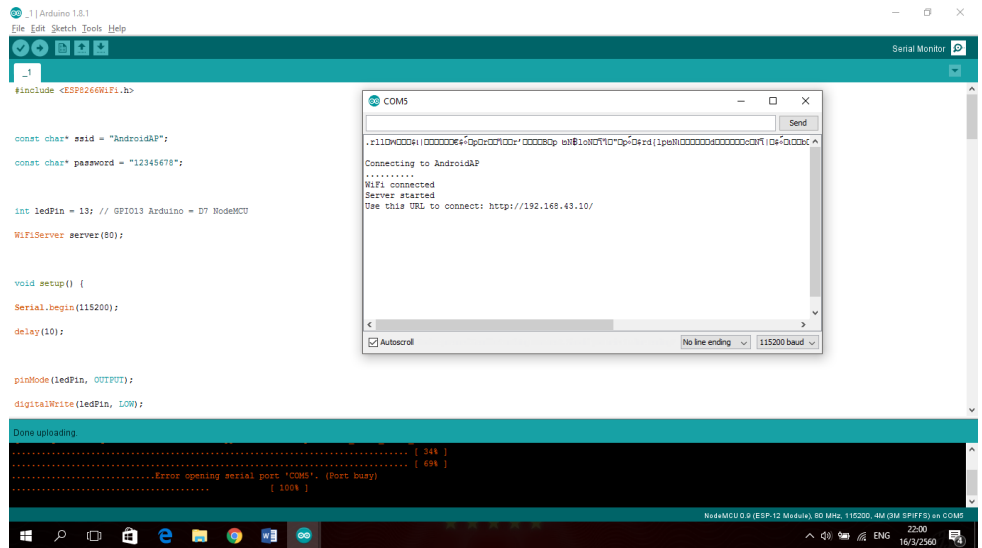 _1 | Arduino 1.8.1
File Edit Sketch Tools Help
Serial Monitor
_1
#include <ESP8266WiFi.h>
const char* ssid = "AndroidAP";
const char* password = "12345678";
int ledPin = 13; // GPIO13 Arduino = D7 NodeMCU
WiFiServer server(80);
void setup() {
Serial.begin(115200);
delay(10);
pinMode(ledPin, OUTPUT);
digitalWrite(ledPin, LOW);
COM5
Send
Connecting to AndroidAP
..........
WiFi connected
Server started
Use this URL to connect: http://192.168.43.10/
Autoscroll
No line ending
115200 baud
Done uploading.
[ 34% ]
[ 69% ]
Error opening serial port 'COM5'. (Port busy)
[ 100% ]
NodeMCU 0.9 (ESP-12 Module), 80 MHz, 115200, 4M (3M SPIFFS) on COM5
ENG
22:00
16/3/2560
4